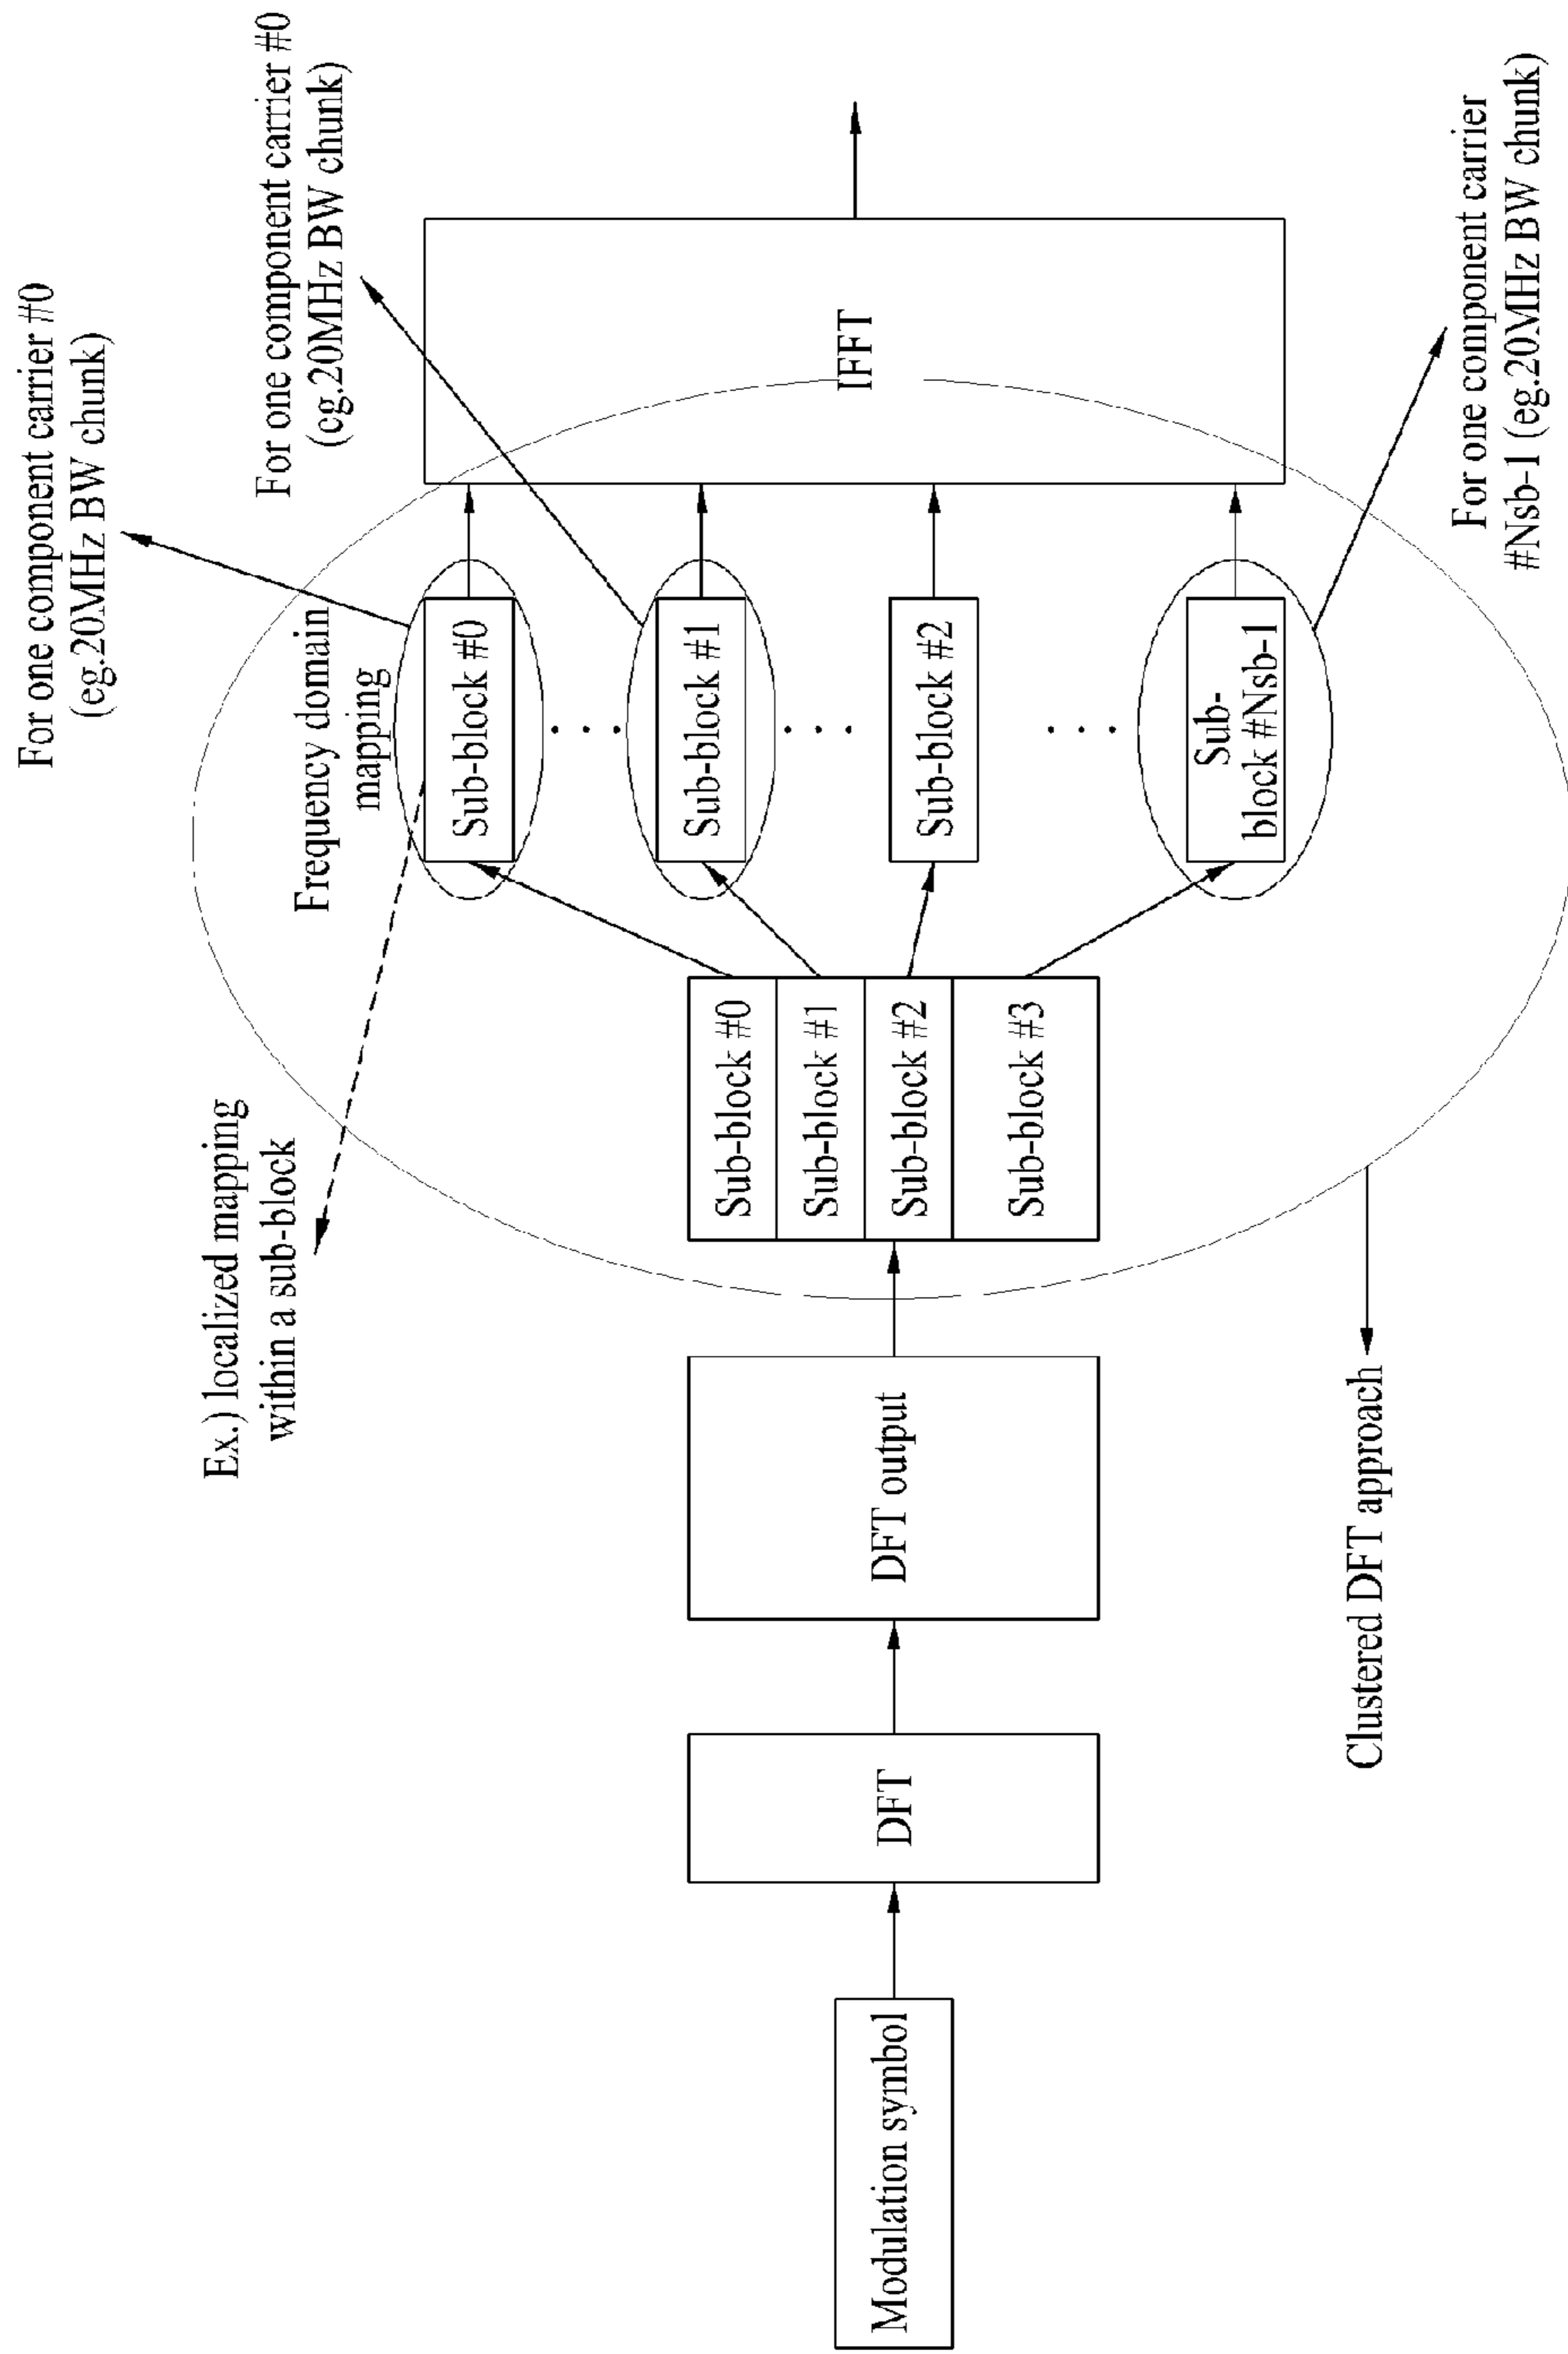 For one component carrier #0
(eg.20MHz BW chunk)
For one component carrier #0
(eg.20MHz BW chunk)
Ex.) localized mapping
within a sub-block
Frequency domain
mapping
Modulation symbol
DFT
DFT output
Sub-block #0
Sub-block #1
Sub-block #2
Sub-block #3
Sub-block #0
Sub-block #1
Sub-block #2
Sub-
block #Nsb-1
IFFT
Clustered DFT approach
For one component carrier
#Nsb-1 (eg.20MHz BW chunk)